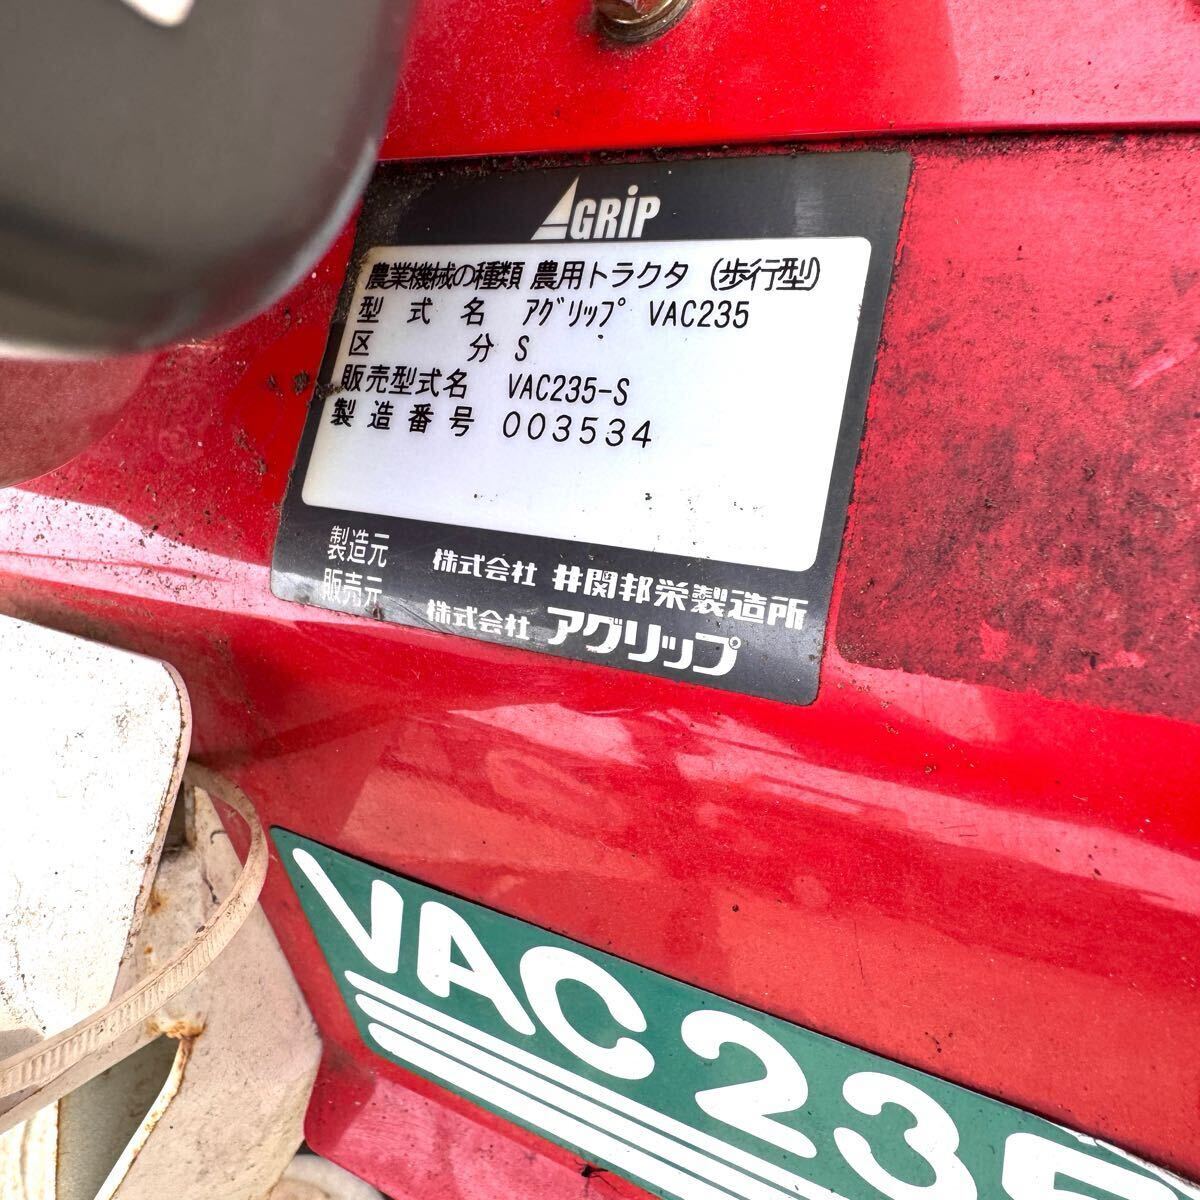 AGRiP
農業機械の種類 農用トラクタ (歩行型)
型式名 アグリップ VAC235
区分 S
販売型式名 VAC235-S
製造番号 003534
製造元 株式会社 井関邦栄製造所
販売元 株式会社 アグリップ
VAC235